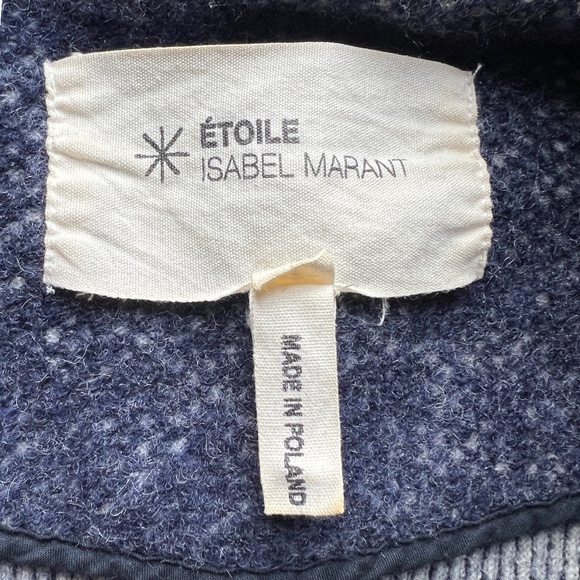 ÉTOILE
ISABEL MARANT
MADE IN POLAND